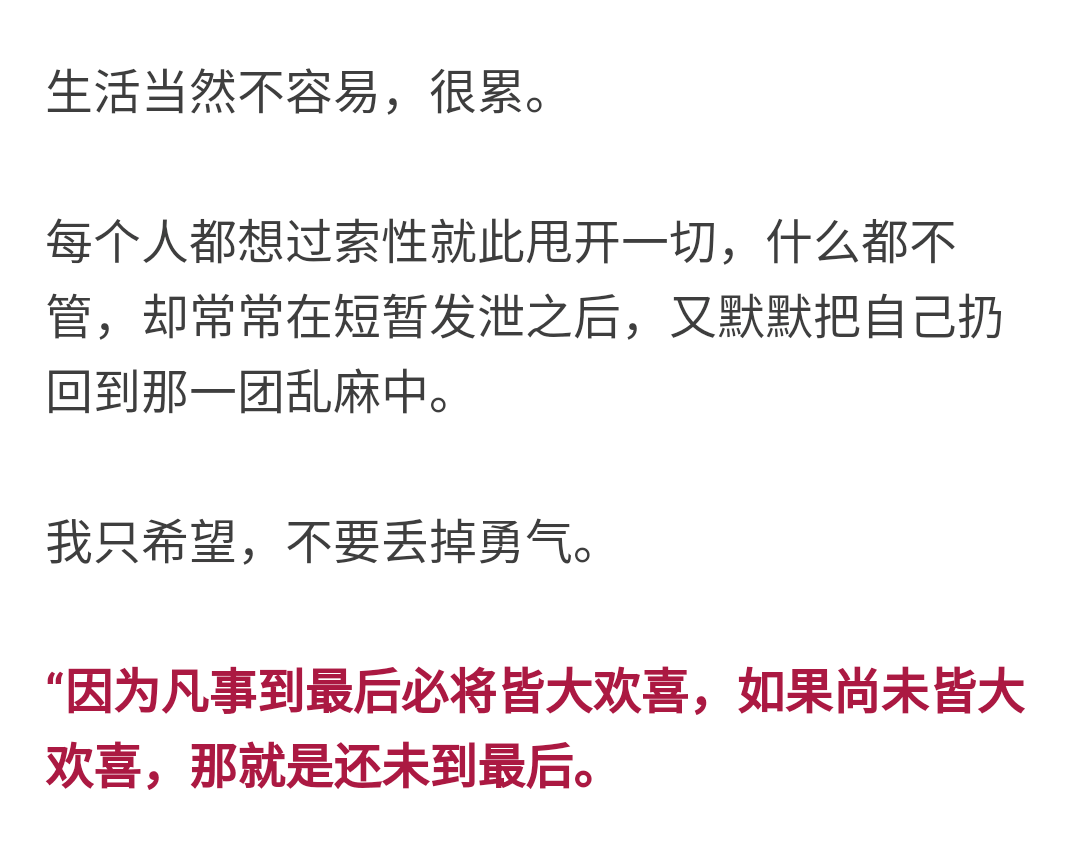 生活当然不容易，很累。
每个人都想过索性就此甩开一切，什么都不
管，却常常在短暂发泄之后，又默默把自己扔
回到那一团乱麻中。
我只希望，不要丢掉勇气。
“因为凡事到最后必将皆大欢喜，如果尚未皆大
欢喜，那就是还未到最后。